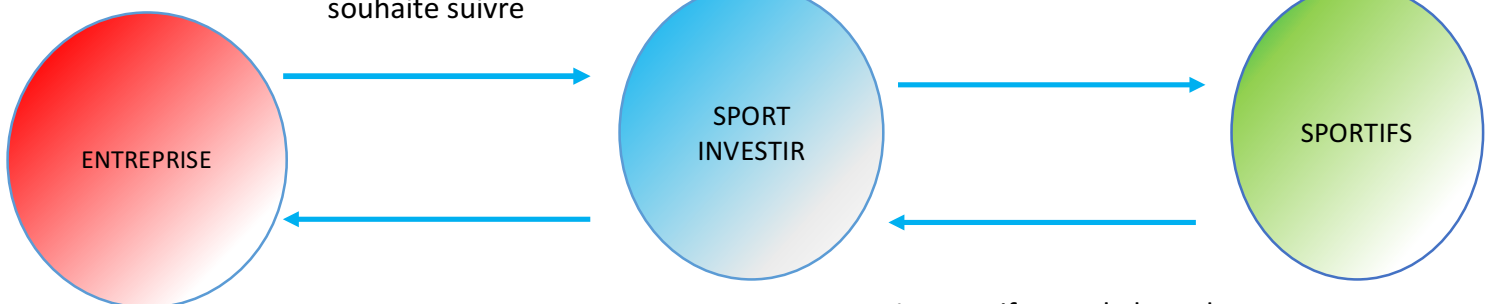 souhaite suivre
ENTREPRISE
SPORT
INVESTIR
SPORTIFS